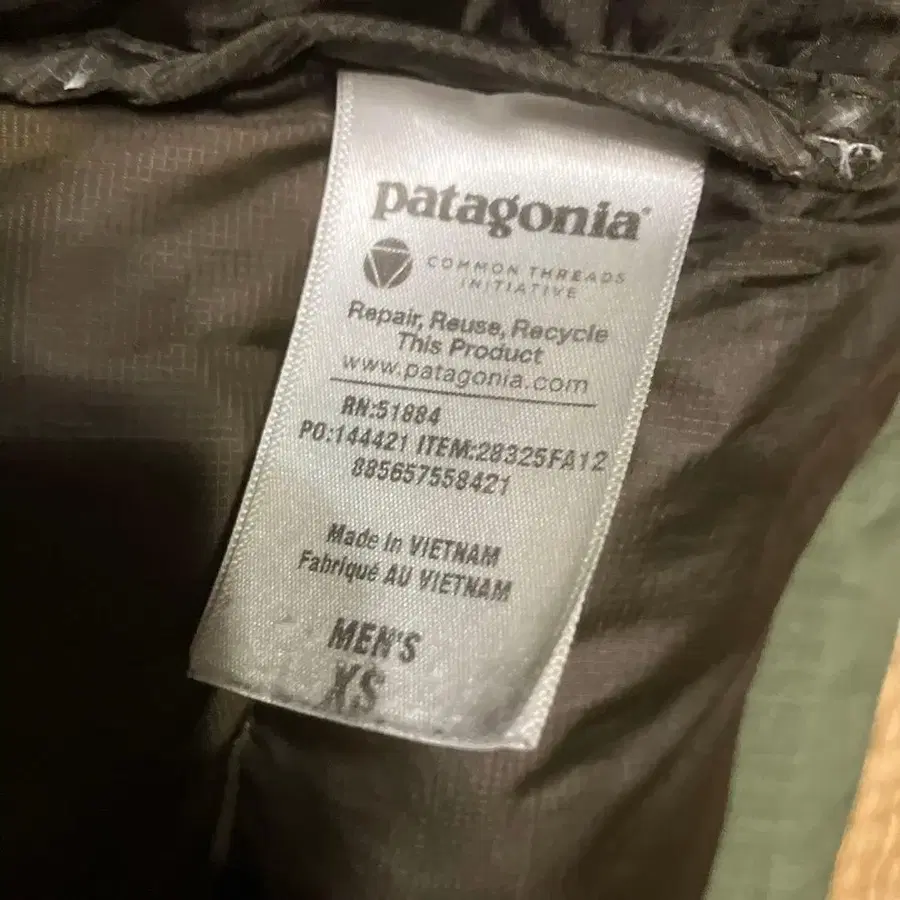 patagonia®
COMMON THREADS
INITIATIVE
Repair, Reuse, Recycle
This Product
www.patagonia.com
RN:51884
PO:144421 ITEM:28325FA12
885657558421
Made in VIETNAM
Fabriqué AU VIETNAM
MEN'S
XS